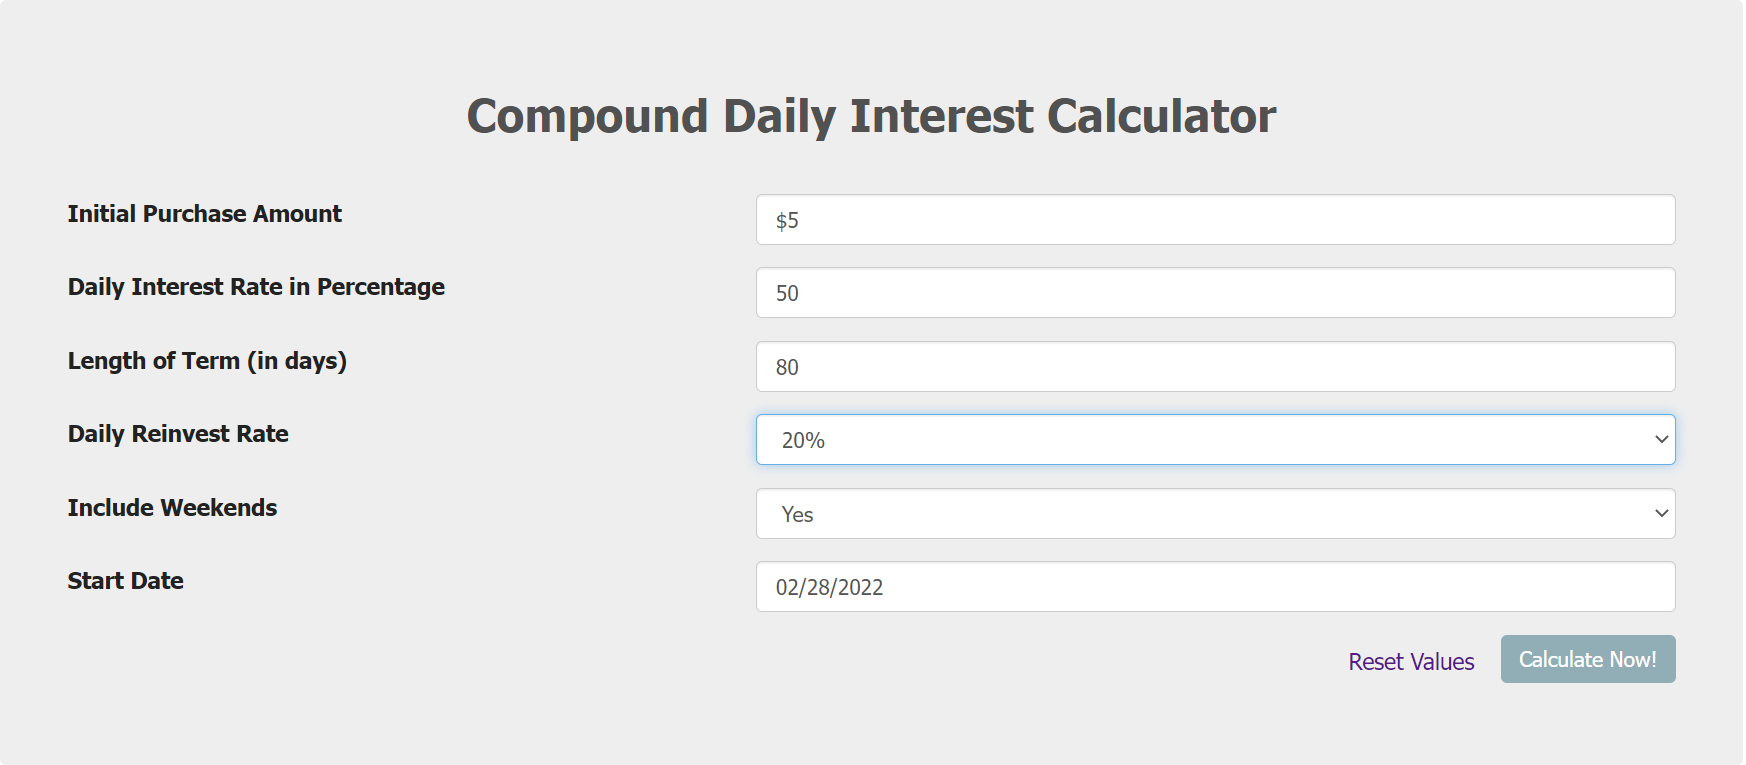 Compound Daily Interest Calculator
Initial Purchase Amount
$5
Daily Interest Rate in Percentage
50
Length of Term (in days)
80
Daily Reinvest Rate
20%
Include Weekends
Yes
Start Date
02/28/2022
Reset Values
Calculate Now!